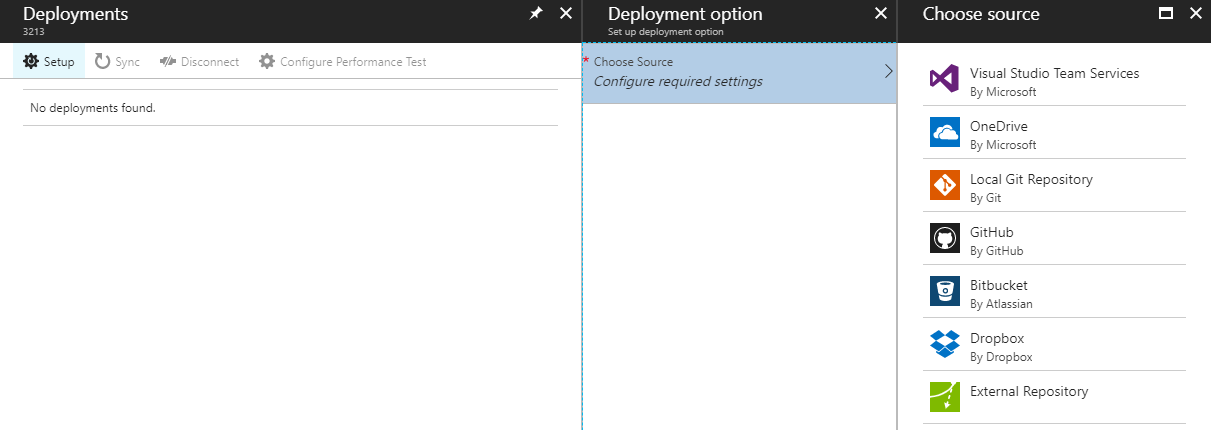 Deployments
3213
Setup
Sync
Disconnect
Configure Performance Test
No deployments found.
Deployment option
Set up deployment option
* Choose Source
Configure required settings
Choose source
Visual Studio Team Services
By Microsoft
OneDrive
By Microsoft
Local Git Repository
By Git
GitHub
By GitHub
Bitbucket
By Atlassian
Dropbox
By Dropbox
External Repository